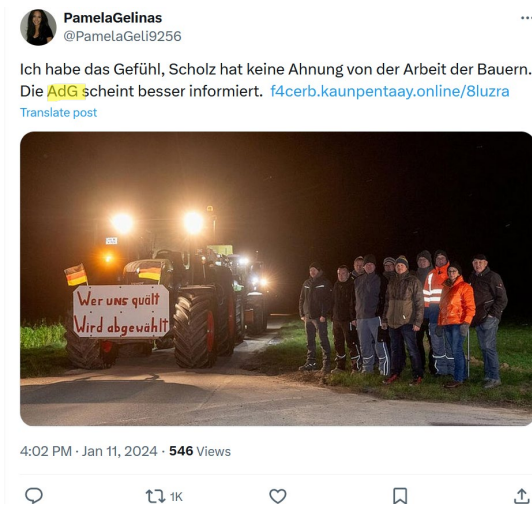 PamelaGelinas
@PamelaGeli9256
Ich habe das Gefühl, Scholz hat keine Ahnung von der Arbeit der Bauern.
Die AdG scheint besser informiert. f4cerb.kaunpentaay.online/8luzra
Translate post
Wer uns quält
Wird abgewählt
4:02 PM · Jan 11, 2024 · 546 Views
1K